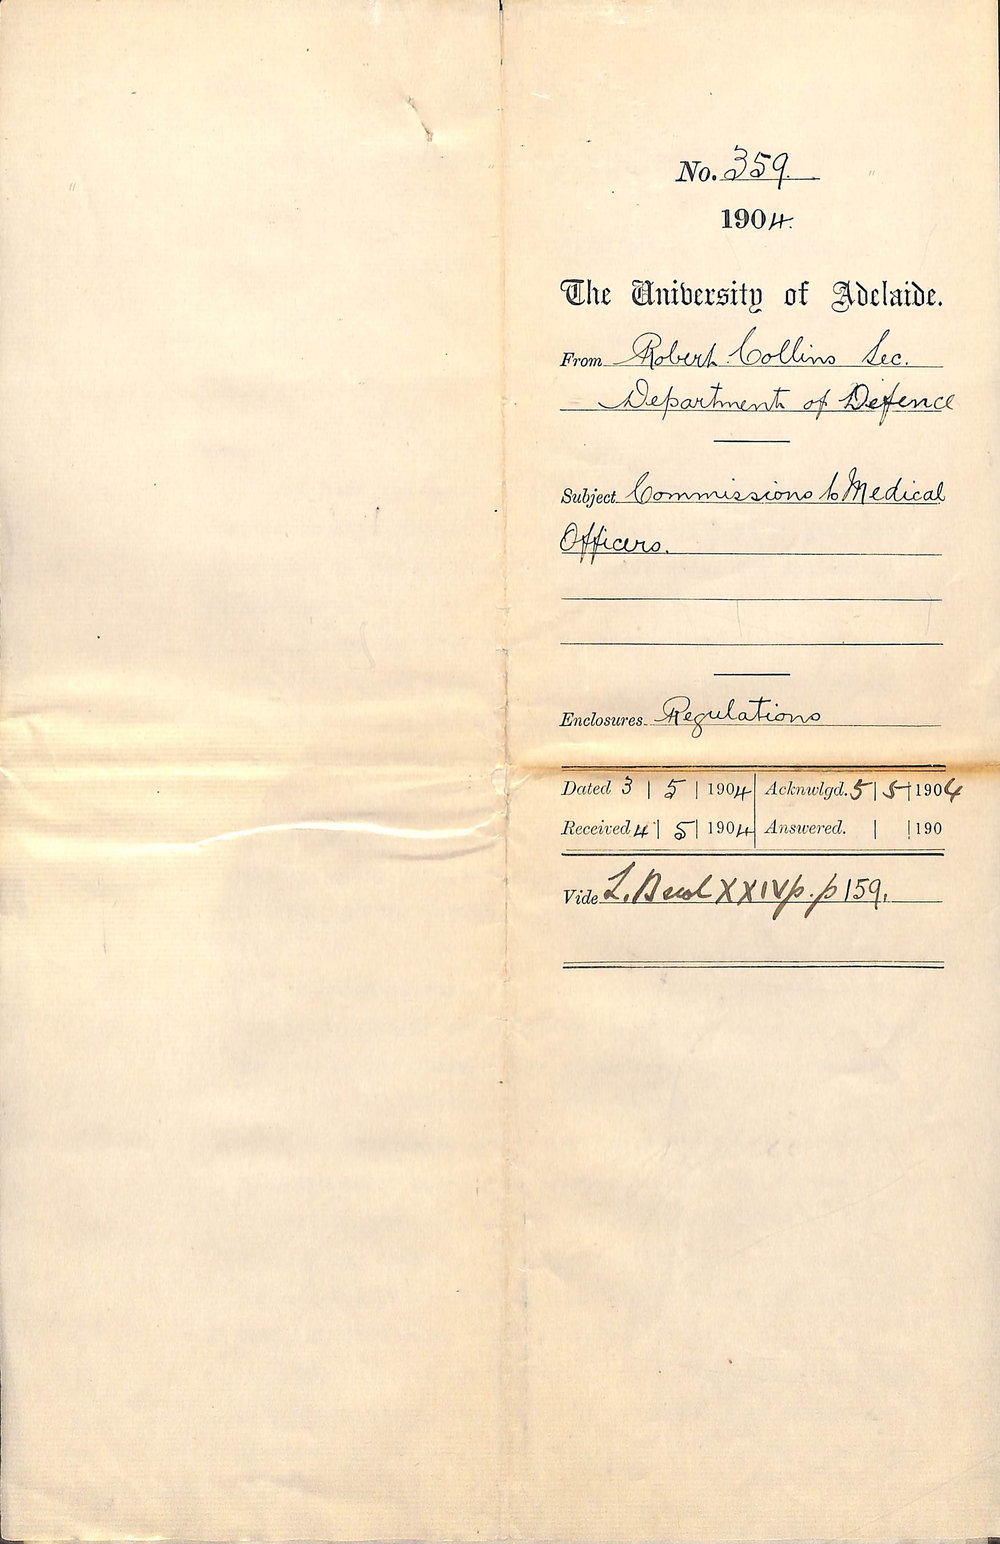 No. 359.
1904.
The University of Adelaide.
From Robert Collins Sec.
Department of Defence
Subject Commissions to Medical
Officers.
Enclosures Regulations
Dated 3 | 5 | 1904 Acknwlgd. 5 | 5 | 1904
Received 4 | 5 | 1904 Answered. | | 190
Vide L. XXIV p. p 159.